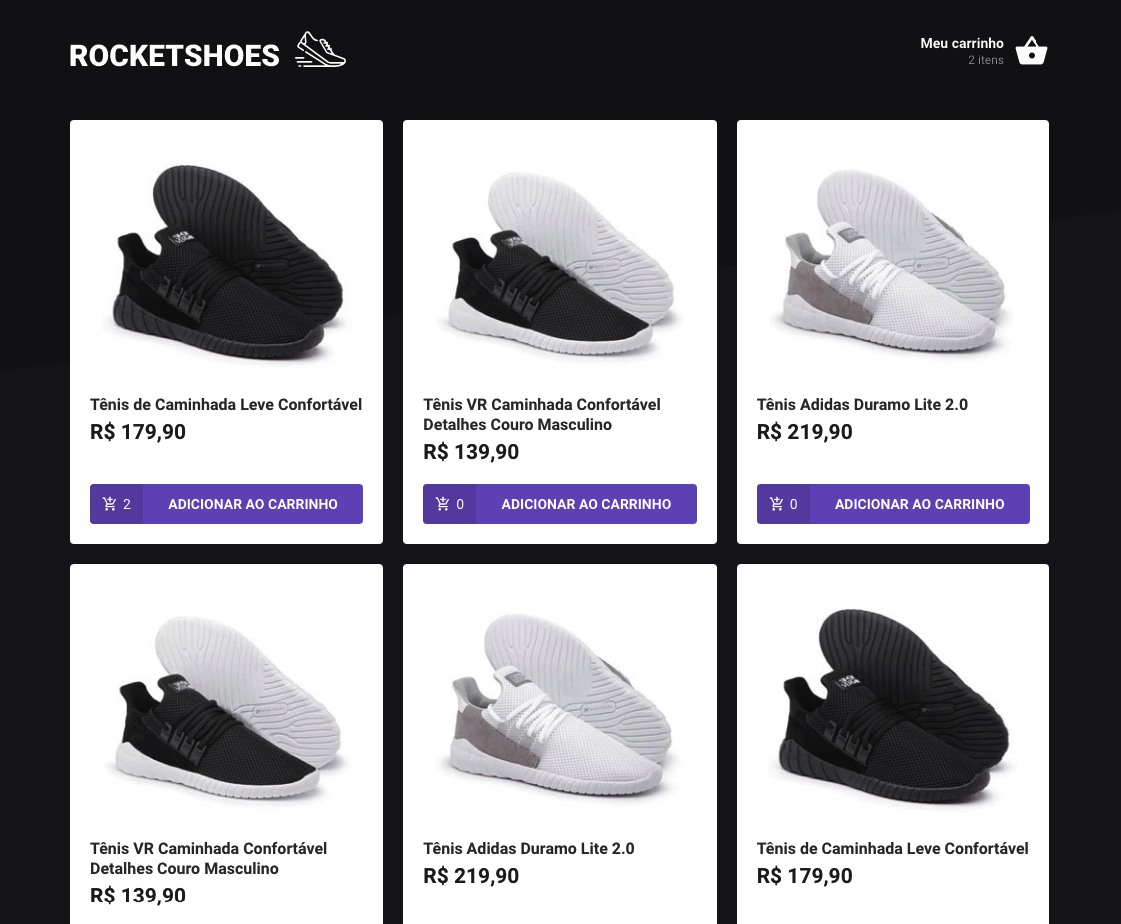 ROCKETSHOES
Meu carrinho
2 itens
Tênis de Caminhada Leve Confortável
R$ 179,90
2 ADICIONAR AO CARRINHO
Tênis VR Caminhada Confortável
Detalhes Couro Masculino
R$ 139,90
0 ADICIONAR AO CARRINHO
Tênis Adidas Duramo Lite 2.0
R$ 219,90
0 ADICIONAR AO CARRINHO
Tênis VR Caminhada Confortável
Detalhes Couro Masculino
R$ 139,90
Tênis Adidas Duramo Lite 2.0
R$ 219,90
Tênis de Caminhada Leve Confortável
R$ 179,90